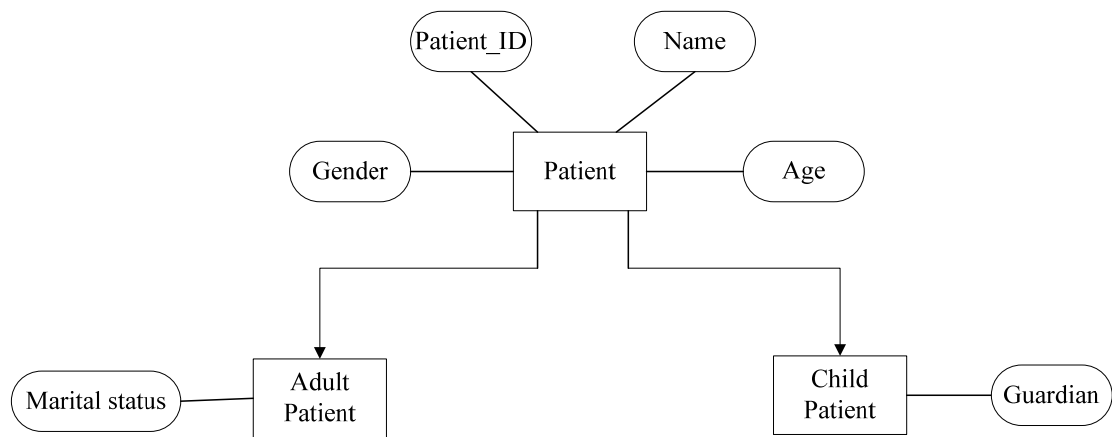 Patient_ID
Name
Gender
Patient
Age
Marital status
Adult
Patient
Child
Patient
Guardian